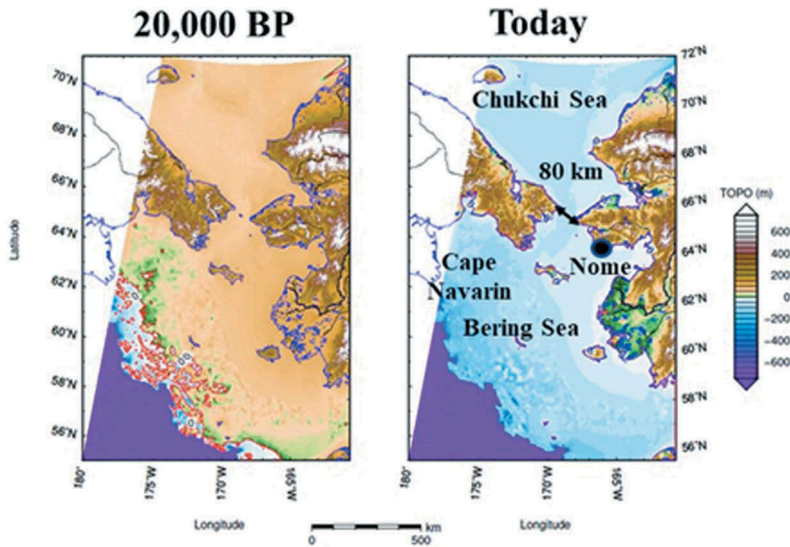 20,000 BP
Today
70°N
68°N
66°N
64°N
62°N
60°N
58°N
56°N
Latitude
180°
175°W
170°W
165°W
Longitude
Chukchi Sea
80 km
Nome
Cape
Navarin
Bering Sea
72°N
70°N
68°N
66°N
64°N
62°N
60°N
58°N
56°N
Latitude
180°
175°W
170°W
165°W
Longitude
TOPO (m)
600
400
200
0
−200
−400
−600
km
0
500